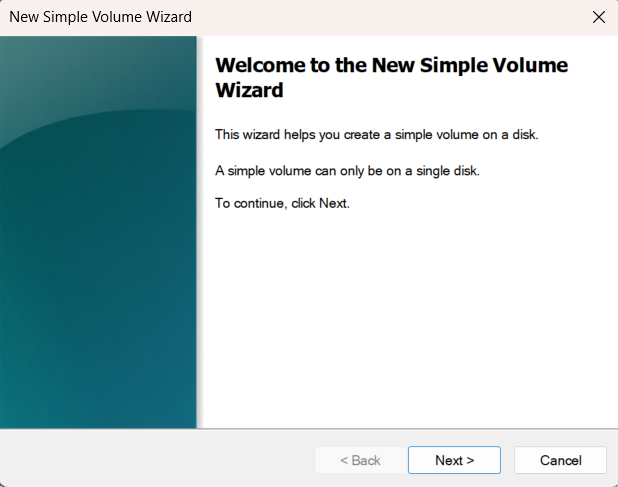 New Simple Volume Wizard
Welcome to the New Simple Volume
Wizard
This wizard helps you create a simple volume on a disk.
A simple volume can only be on a single disk.
To continue, click Next.
< Back
Next >
Cancel